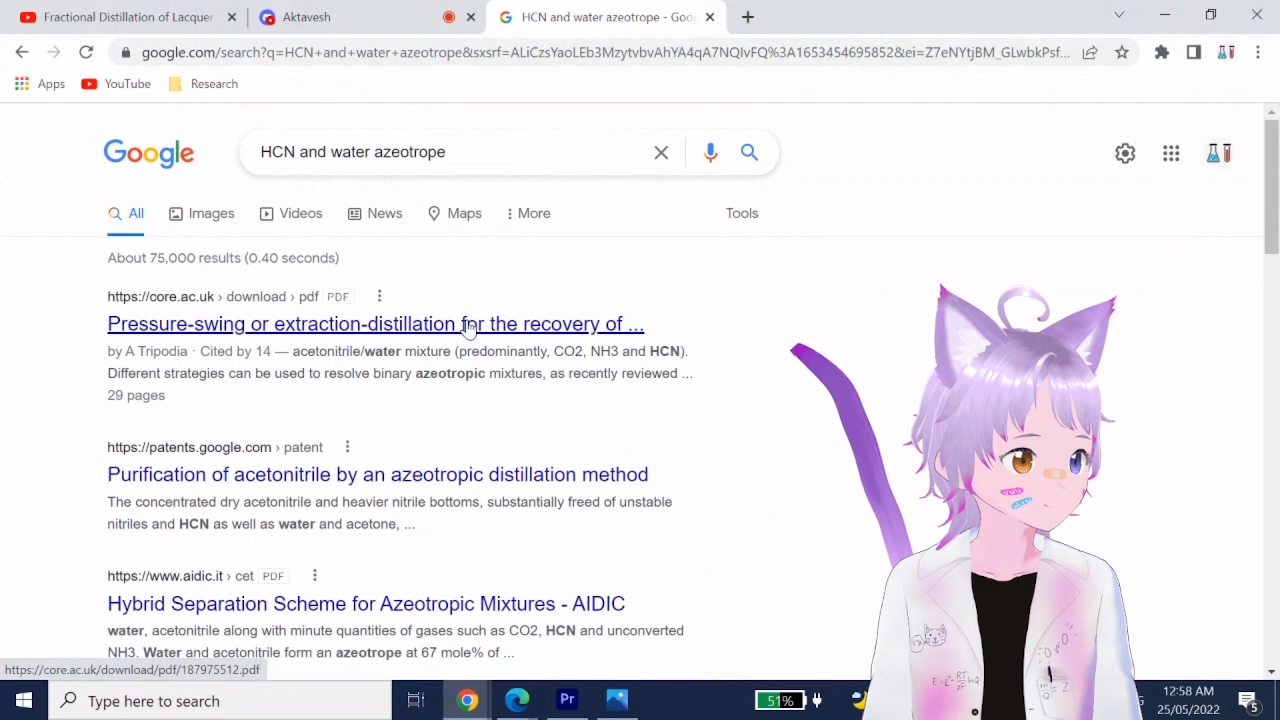 Fractional Distillation of Lacquer
Aktavesh
HCN and water azeotrope - Goo
google.com/search?q=HCN+and+water+azeotrope&sxsrf=ALiCzsYaoLEb3MzytvbvAhYA4qA7NQlvFQ%3A1653454695852&ei=Z7eNYtjBM_GLwbkPsf...
Apps
YouTube
Research
Google
HCN and water azeotrope
All
Images
Videos
News
Maps
More
Tools
About 75,000 results (0.40 seconds)
https://core.ac.uk › download › pdf PDF
Pressure-swing or extraction-distillation for the recovery of ...
by A Tripodia · Cited by 14 — acetonitrile/water mixture (predominantly, CO2, NH3 and HCN).
Different strategies can be used to resolve binary azeotropic mixtures, as recently reviewed ...
29 pages
https://patents.google.com › patent
Purification of acetonitrile by an azeotropic distillation method
The concentrated dry acetonitrile and heavier nitrile bottoms, substantially freed of unstable
nitriles and HCN as well as water and acetone, ...
https://www.aidic.it › cet PDF
Hybrid Separation Scheme for Azeotropic Mixtures - AIDIC
water, acetonitrile along with minute quantities of gases such as CO2, HCN and unconverted
NH3. Water and acetonitrile form an azeotrope at 67 mole% of ...
https://core.ac.uk/download/pdf/187975512.pdf
Type here to search
Pr
51%
G
12:58 AM
25/05/2022
5